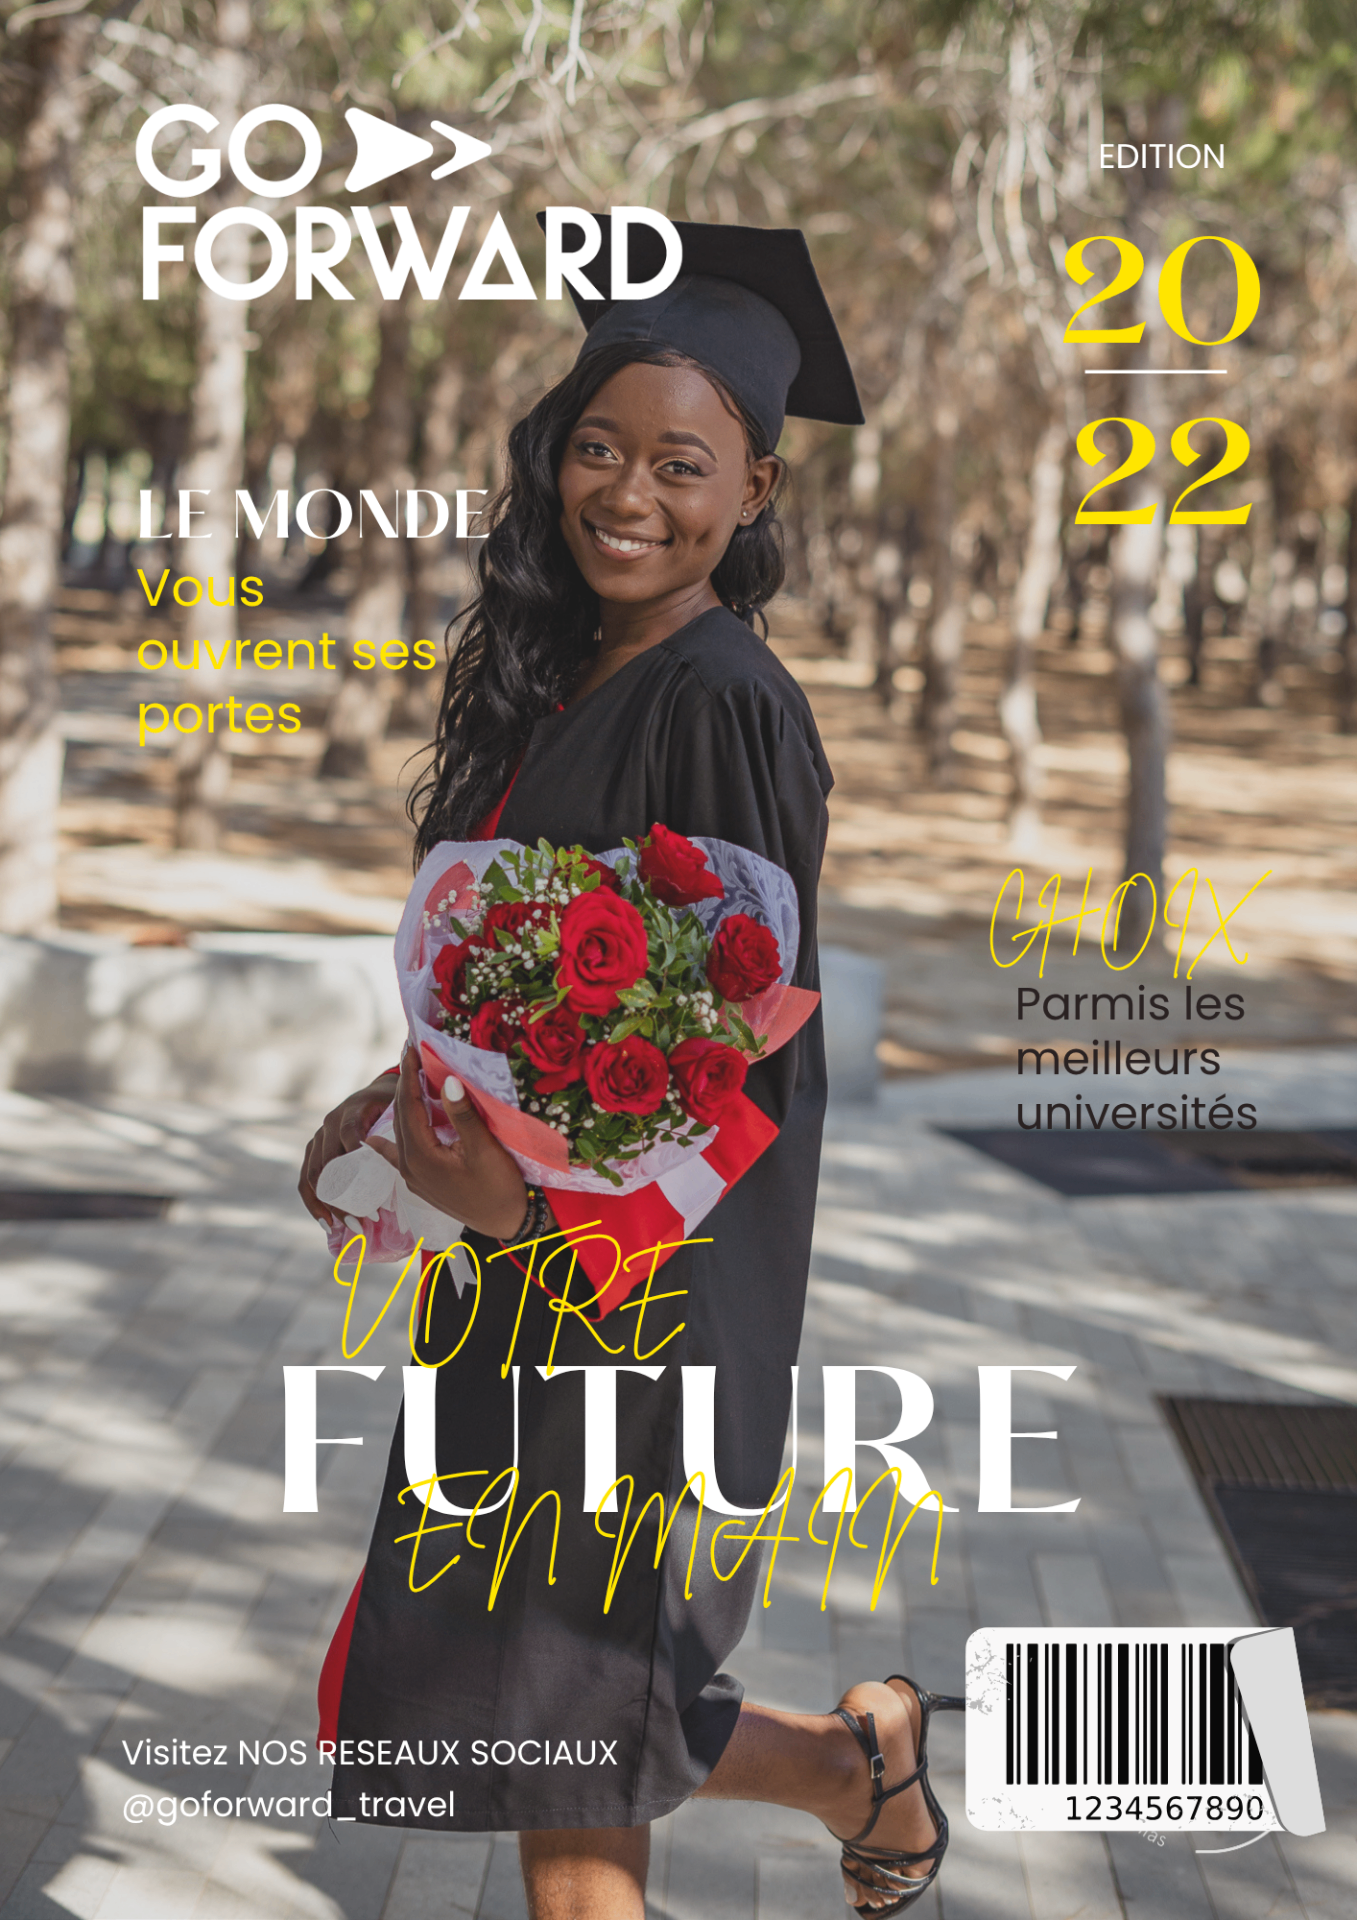 GO
FORWARD
EDITION
20
22
LE MONDE
Vous
ouvrent ses
portes
CHOIX
Parmis les
meilleurs
universités
VOTRE
FUTURE
EN MAIN
Visitez NOS RESEAUX SOCIAUX
@goforward_travel
1234567890